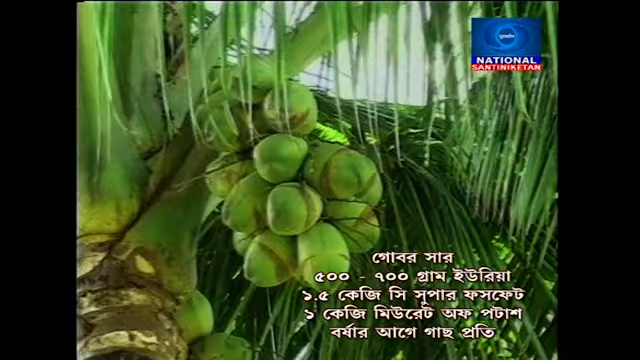 NATIONAL
SANTINIKETAN
গোবর সার
৫০০ - ৭০০ গ্রাম ইউরিয়া
১.৫ কেজি সি সুপার ফসফেট
১ কেজি মিউরেট অফ পটাশ
বর্ষার আগে গাছ প্রতি